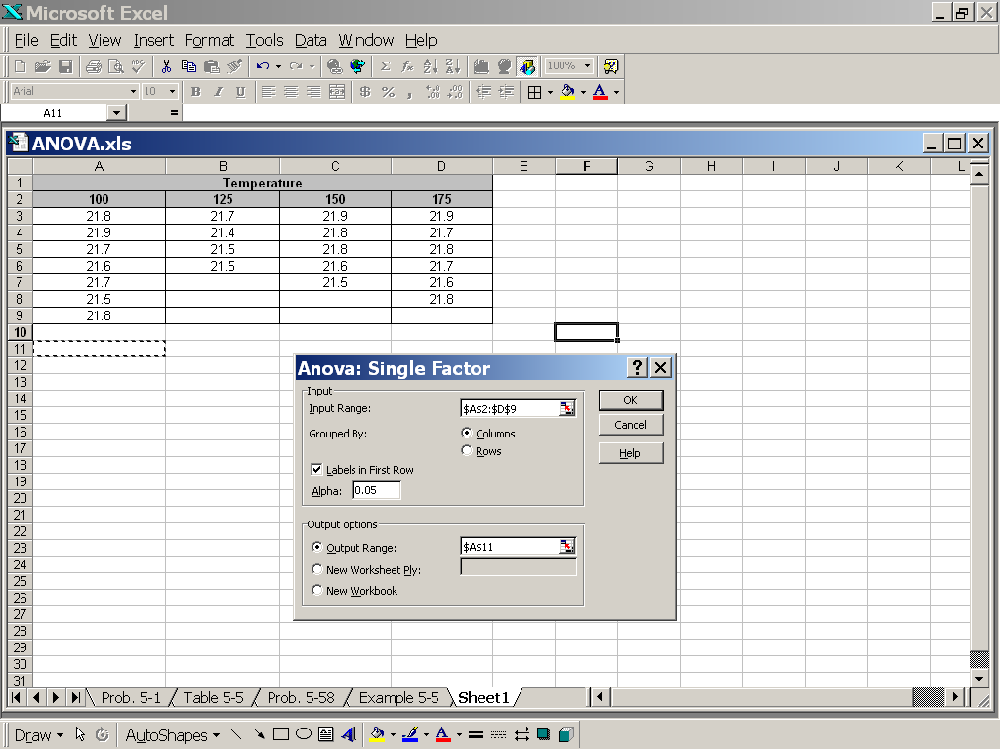 Microsoft Excel
File Edit View Insert Format Tools Data Window Help
100%
Arial 10 B I U $ % ,
A11 =
ANOVA.xls
A B C D E F G H I J K L
1 Temperature
2 100 125 150 175
3 21.8 21.7 21.9 21.9
4 21.9 21.4 21.8 21.7
5 21.7 21.5 21.8 21.8
6 21.6 21.5 21.6 21.7
7 21.7 21.5 21.6
8 21.5 21.8
9 21.8
10
11
12
13
14
15
16
17
18
19
20
21
22
23
24
25
26
27
28
29
30
31
Anova: Single Factor
Input
Input Range: $A$2:$D$9
Grouped By: Columns
Rows
Labels in First Row
Alpha: 0.05
Output options
Output Range: $A$11
New Worksheet Ply:
New Workbook
OK
Cancel
Help
Prob. 5-1 Table 5-5 Prob. 5-58 Example 5-5 Sheet1
Draw AutoShapes